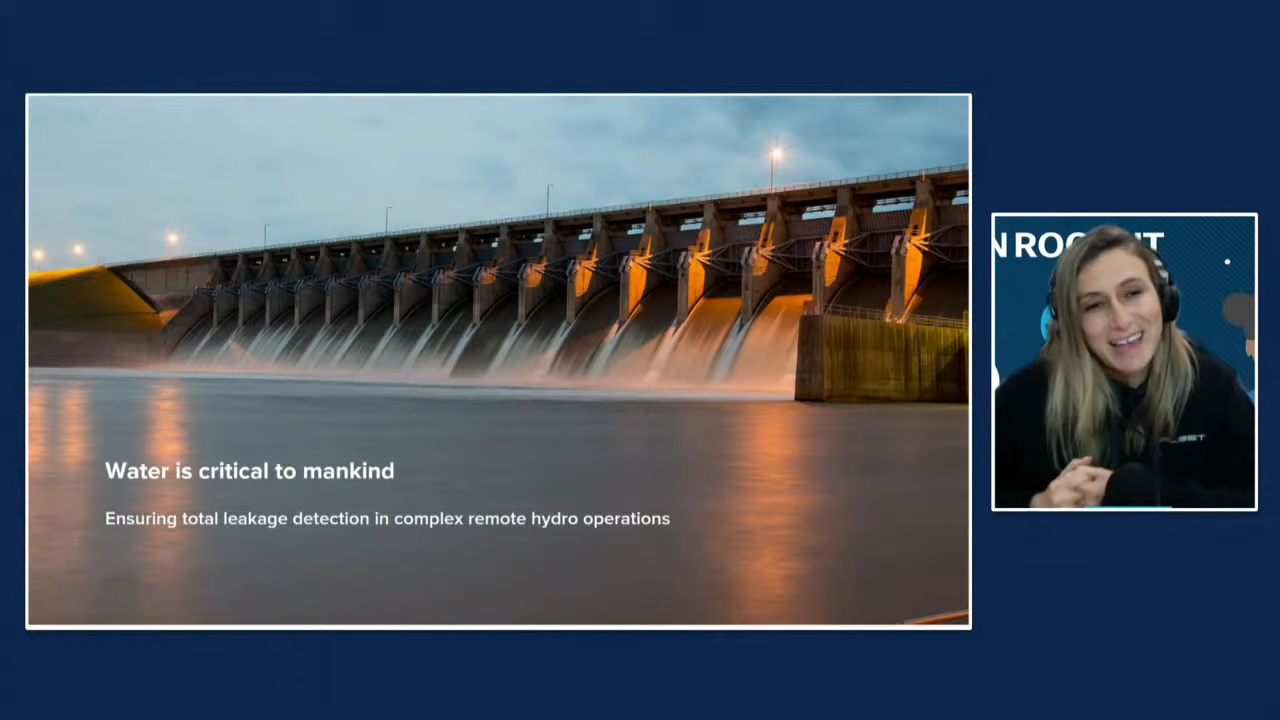 Water is critical to mankind
Ensuring total leakage detection in complex remote hydro operations